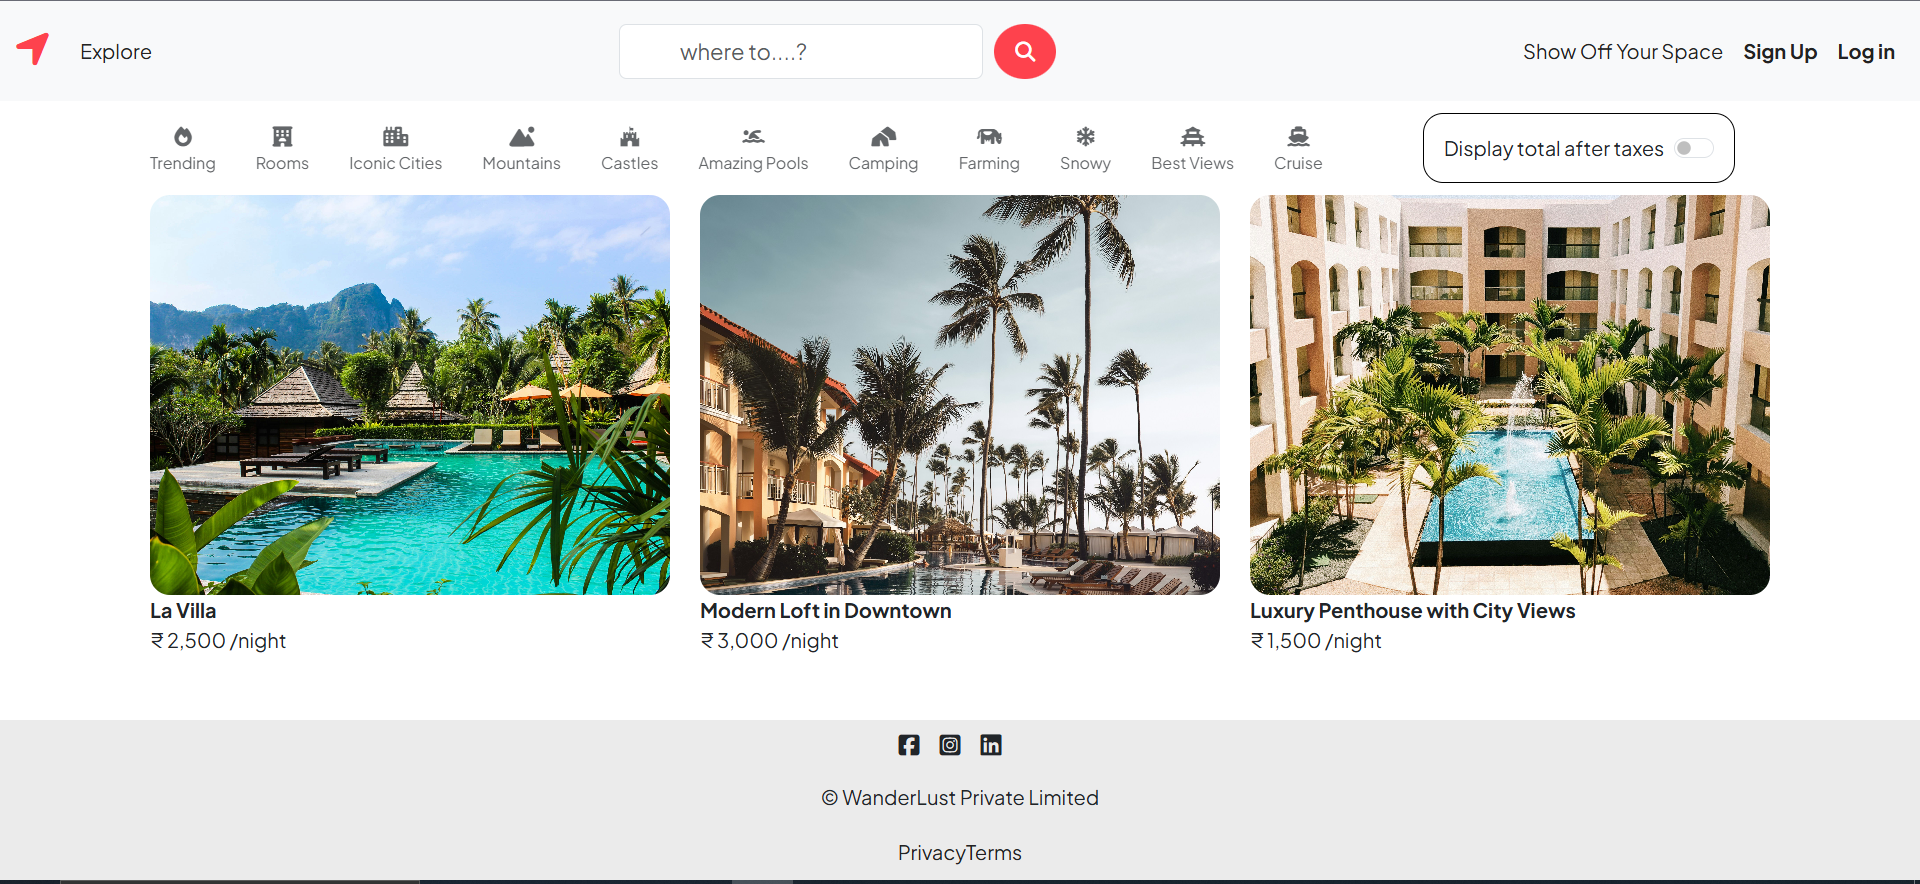 Explore
where to....?
Show Off Your Space Sign Up Log in
Trending Rooms Iconic Cities Mountains Castles Amazing Pools Camping Farming Snowy Best Views Cruise
Display total after taxes
La Villa
₹ 2,500 /night
Modern Loft in Downtown
₹ 3,000 /night
Luxury Penthouse with City Views
₹ 1,500 /night
© WanderLust Private Limited
PrivacyTerms